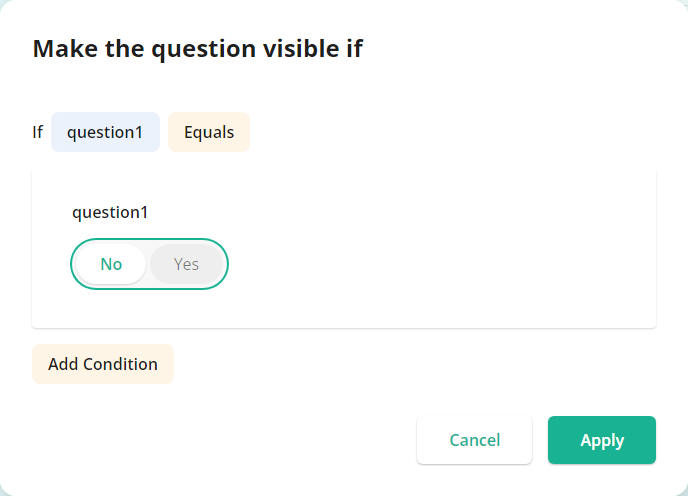 Make the question visible if
If question1 Equals
question1
No Yes
Add Condition
Cancel Apply